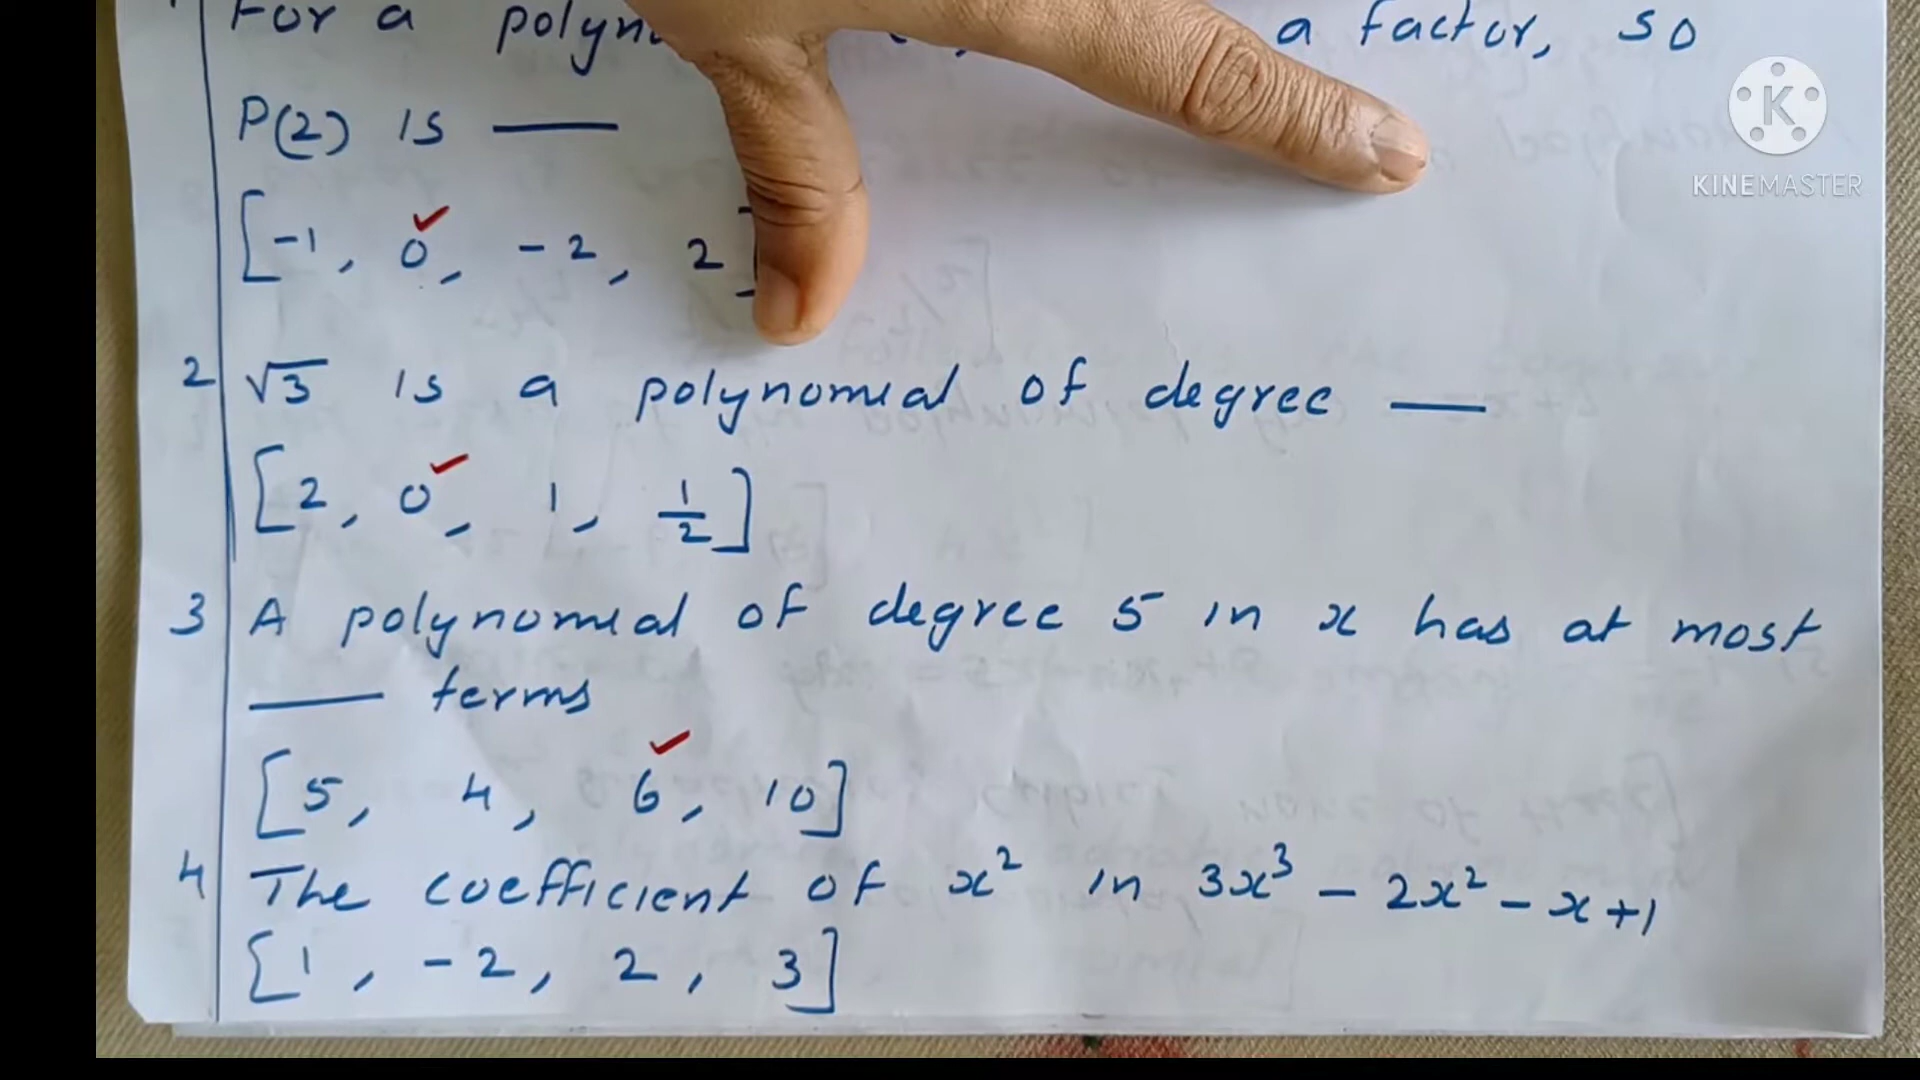 For a a factor, so
P(2) is ___
[-1, 0, -2, 2]
2 √3 is a polynomial of degree ___
[2, 0, 1, 1/2]
3 A polynomial of degree 5 in x has at most
___ terms
[5, 4, 6, 10]
4 The coefficient of x² in 3x³ - 2x² - x + 1
[1, -2, 2, 3]
K
KINEMASTER